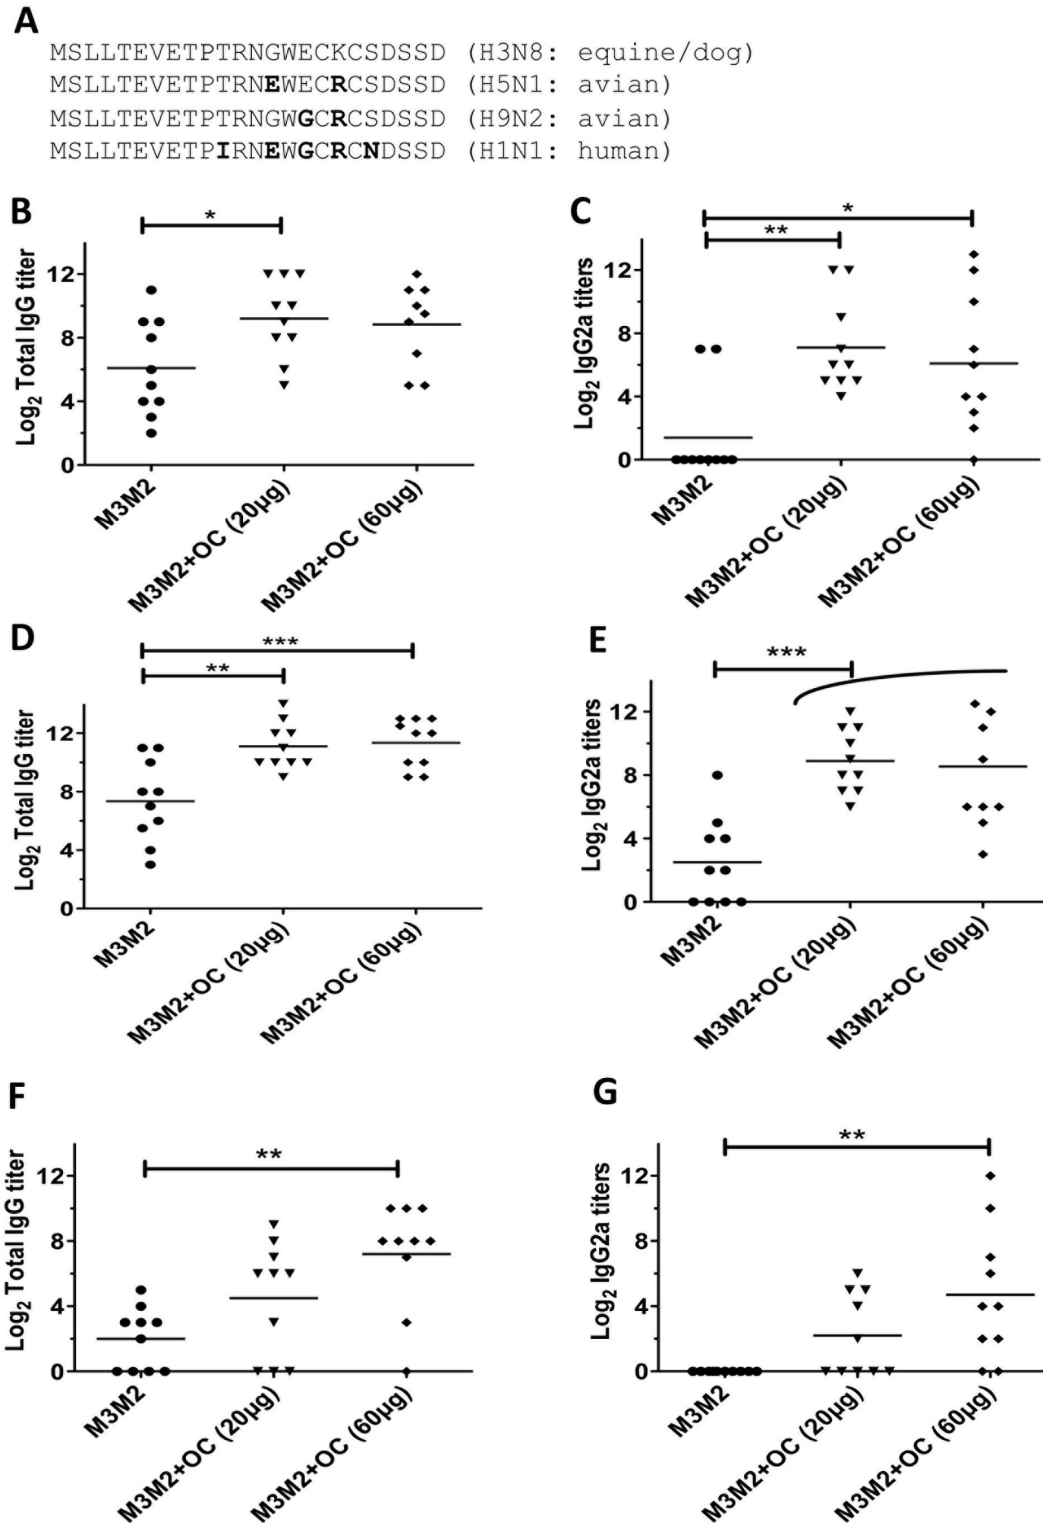 A
MSLLTEVETPTRNGWECKCSDSSD (H3N8: equine/dog)
MSLLTEVETPTRNEWECRCSDSSD (H5N1: avian)
MSLLTEVETPTRNGWGCRCSDSSD (H9N2: avian)
MSLLTEVETPIRNEWGCRCNDSSD (H1N1: human)
B
*
Log2 Total IgG titer
12
8
4
0
M3M2
M3M2+OC (20µg)
M3M2+OC (60µg)
C
*
**
Log2 IgG2a titers
12
8
4
0
M3M2
M3M2+OC (20µg)
M3M2+OC (60µg)
D
***
**
Log2 Total IgG titer
12
8
4
0
M3M2
M3M2+OC (20µg)
M3M2+OC (60µg)
E
***
Log2 IgG2a titers
12
8
4
0
M3M2
M3M2+OC (20µg)
M3M2+OC (60µg)
F
**
Log2 Total IgG titer
12
8
4
0
M3M2
M3M2+OC (20µg)
M3M2+OC (60µg)
G
**
Log2 IgG2a titers
12
8
4
0
M3M2
M3M2+OC (20µg)
M3M2+OC (60µg)